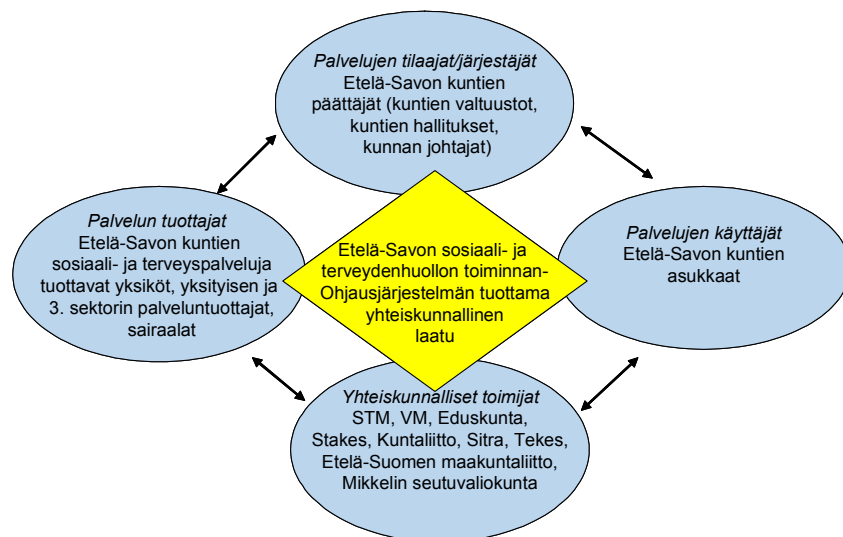 Palvelujen tilaajat/järjestäjät
Etelä-Savon kuntien
päättäjät (kuntien valtuustot,
kuntien hallitukset,
kunnan johtajat)
Palvelun tuottajat
Etelä-Savon kuntien
sosiaali- ja terveyspalveluja
tuottavat yksiköt, yksityisen ja
3. sektorin palveluntuottajat,
sairaalat
Etelä-Savon sosiaali- ja
terveydenhuollon toiminnan-
Ohjausjärjestelmän tuottama
yhteiskunnallinen
laatu
Palvelujen käyttäjät
Etelä-Savon kuntien
asukkaat
Yhteiskunnalliset toimijat
STM, VM, Eduskunta,
Stakes, Kuntaliitto, Sitra, Tekes,
Etelä-Suomen maakuntaliitto,
Mikkelin seutuvaliokunta